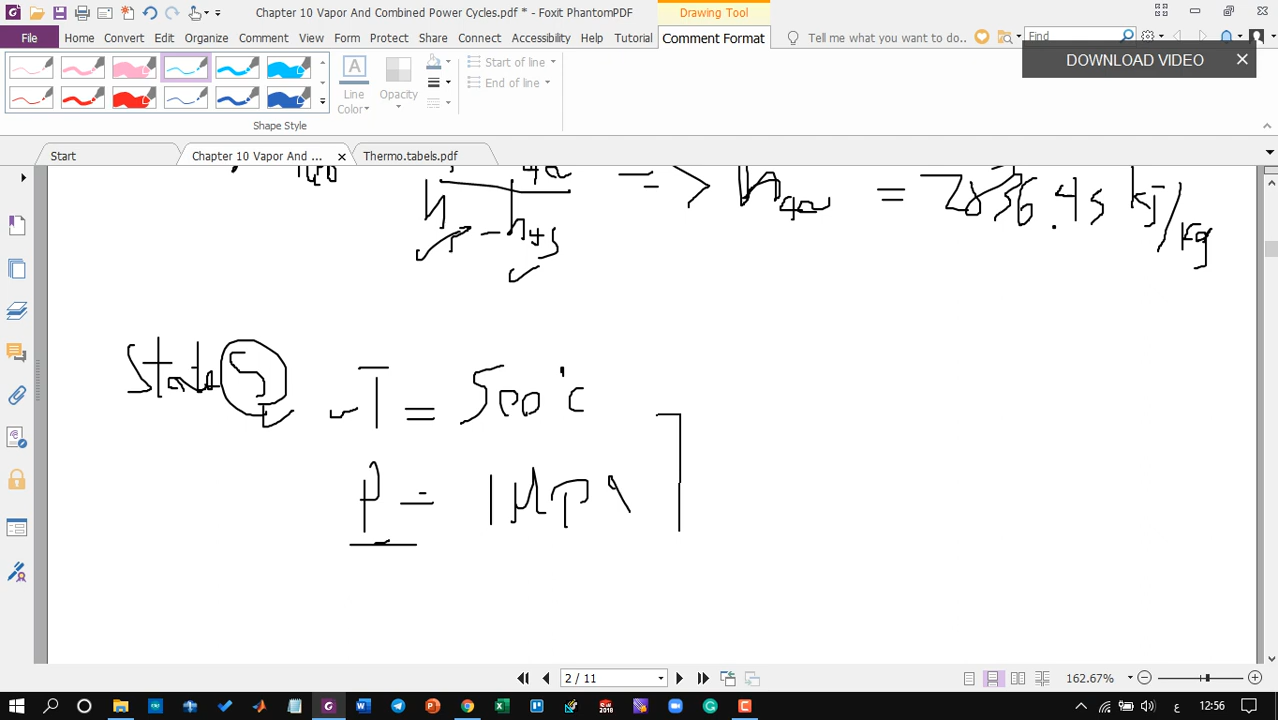 Chapter 10 Vapor And Combined Power Cycles.pdf * - Foxit PhantomPDF
Drawing Tool
File Home Convert Edit Organize Comment View Form Protect Share Connect Accessibility Help Tutorial Comment Format Tell me what you want to do.. Find
DOWNLOAD VIDEO ×
Line Color Opacity Start of line
End of line
Shape Style
Start Chapter 10 Vapor And ... Thermo.tabels.pdf
h - h4s => h4a = 2836.45 kJ/kg
State 5 T = 500°c
P = 1MPa
2 / 11 162.67%
ع 12:56